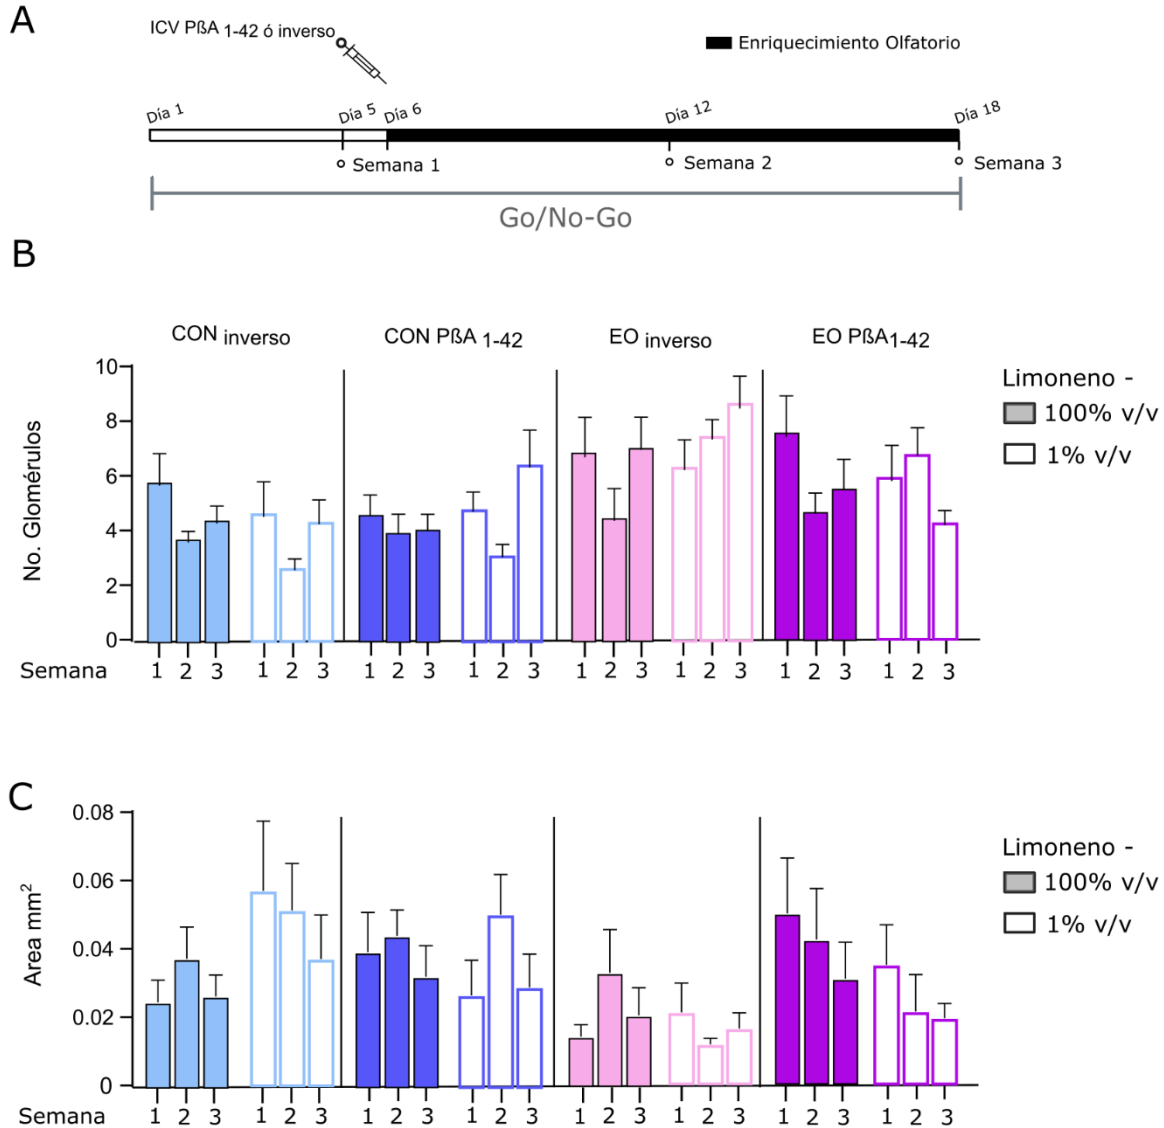 A
ICV PßA 1-42 ó inverso
Enriquecimiento Olfatorio
Día 1
Día 5
Día 6
Día 12
Día 18
Semana 1
Semana 2
Semana 3
Go/No-Go
B
CON inverso
CON PßA 1-42
EO inverso
EO PßA1-42
No. Glomérulos
10
8
6
4
2
0
Limoneno -
100% v/v
1% v/v
Semana 1 2 3 1 2 3 1 2 3 1 2 3 1 2 3 1 2 3 1 2 3 1 2 3
C
Area mm²
0.08
0.06
0.04
0.02
0
Limoneno -
100% v/v
1% v/v
Semana 1 2 3 1 2 3 1 2 3 1 2 3 1 2 3 1 2 3 1 2 3 1 2 3